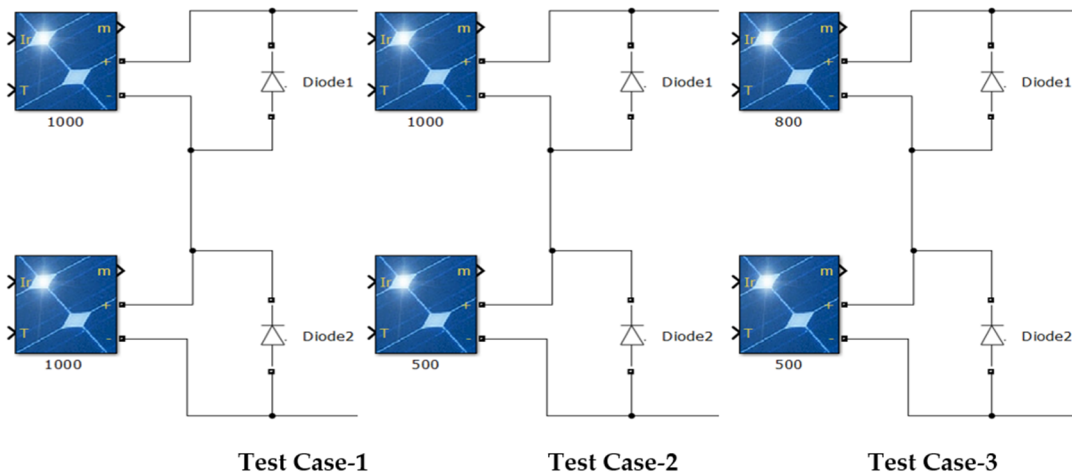 Ir
m
+
T
-
Diode1
1000
Ir
m
+
T
-
Diode2
1000
Test Case-1
Ir
m
+
T
-
Diode1
1000
Ir
m
+
T
-
Diode2
500
Test Case-2
Ir
m
+
T
-
Diode1
800
Ir
m
+
T
-
Diode2
500
Test Case-3